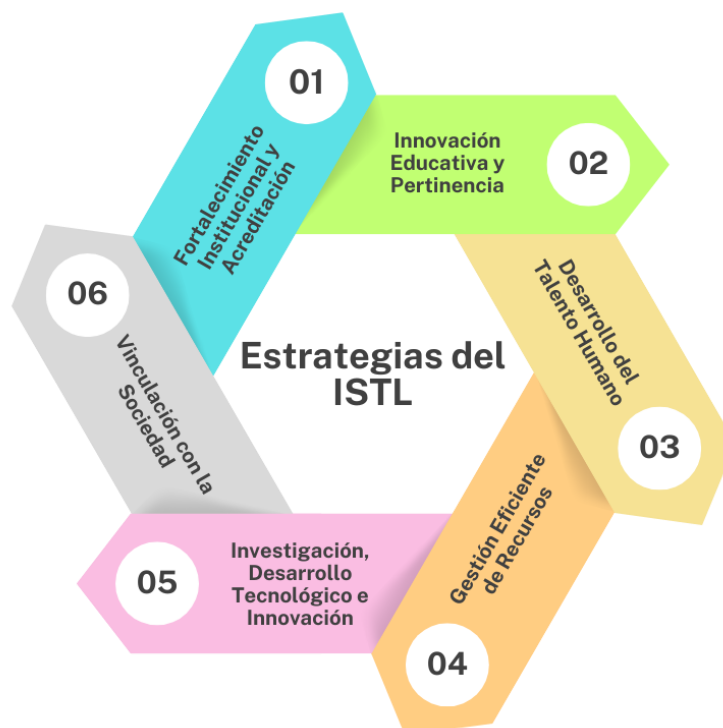 Estrategias del
ISTL
01
Fortalecimiento
Institucional y
Acreditación
02
Innovación
Educativa y
Pertinencia
03
Desarrollo del
Talento Humano
04
Gestión Eficiente
de Recursos
05
Investigación,
Desarrollo
Tecnológico e
Innovación
06
Vinculación con la
Sociedad